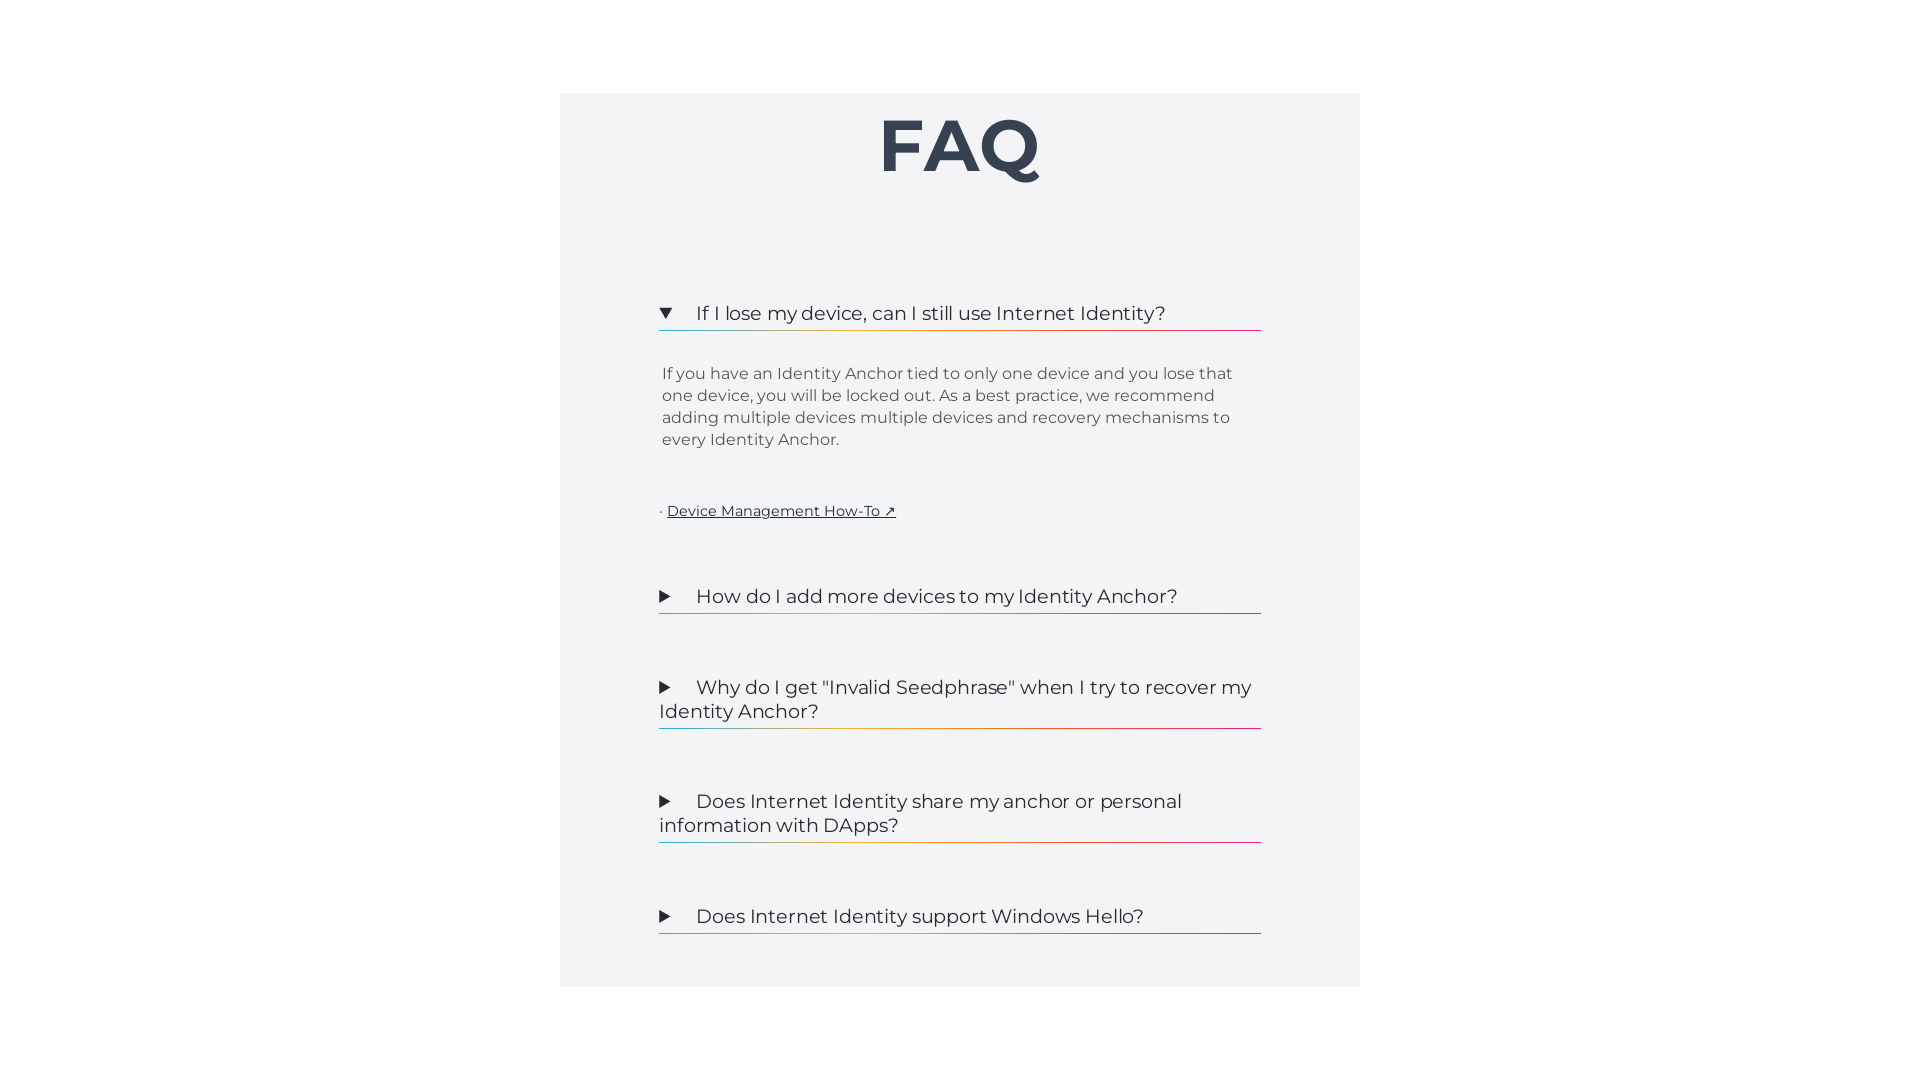 FAQ
▼ If I lose my device, can I still use Internet Identity?
If you have an Identity Anchor tied to only one device and you lose that
one device, you will be locked out. As a best practice, we recommend
adding multiple devices multiple devices and recovery mechanisms to
every Identity Anchor.
· Device Management How-To ↗
▶ How do I add more devices to my Identity Anchor?
▶ Why do I get "Invalid Seedphrase" when I try to recover my
Identity Anchor?
▶ Does Internet Identity share my anchor or personal
information with DApps?
▶ Does Internet Identity support Windows Hello?